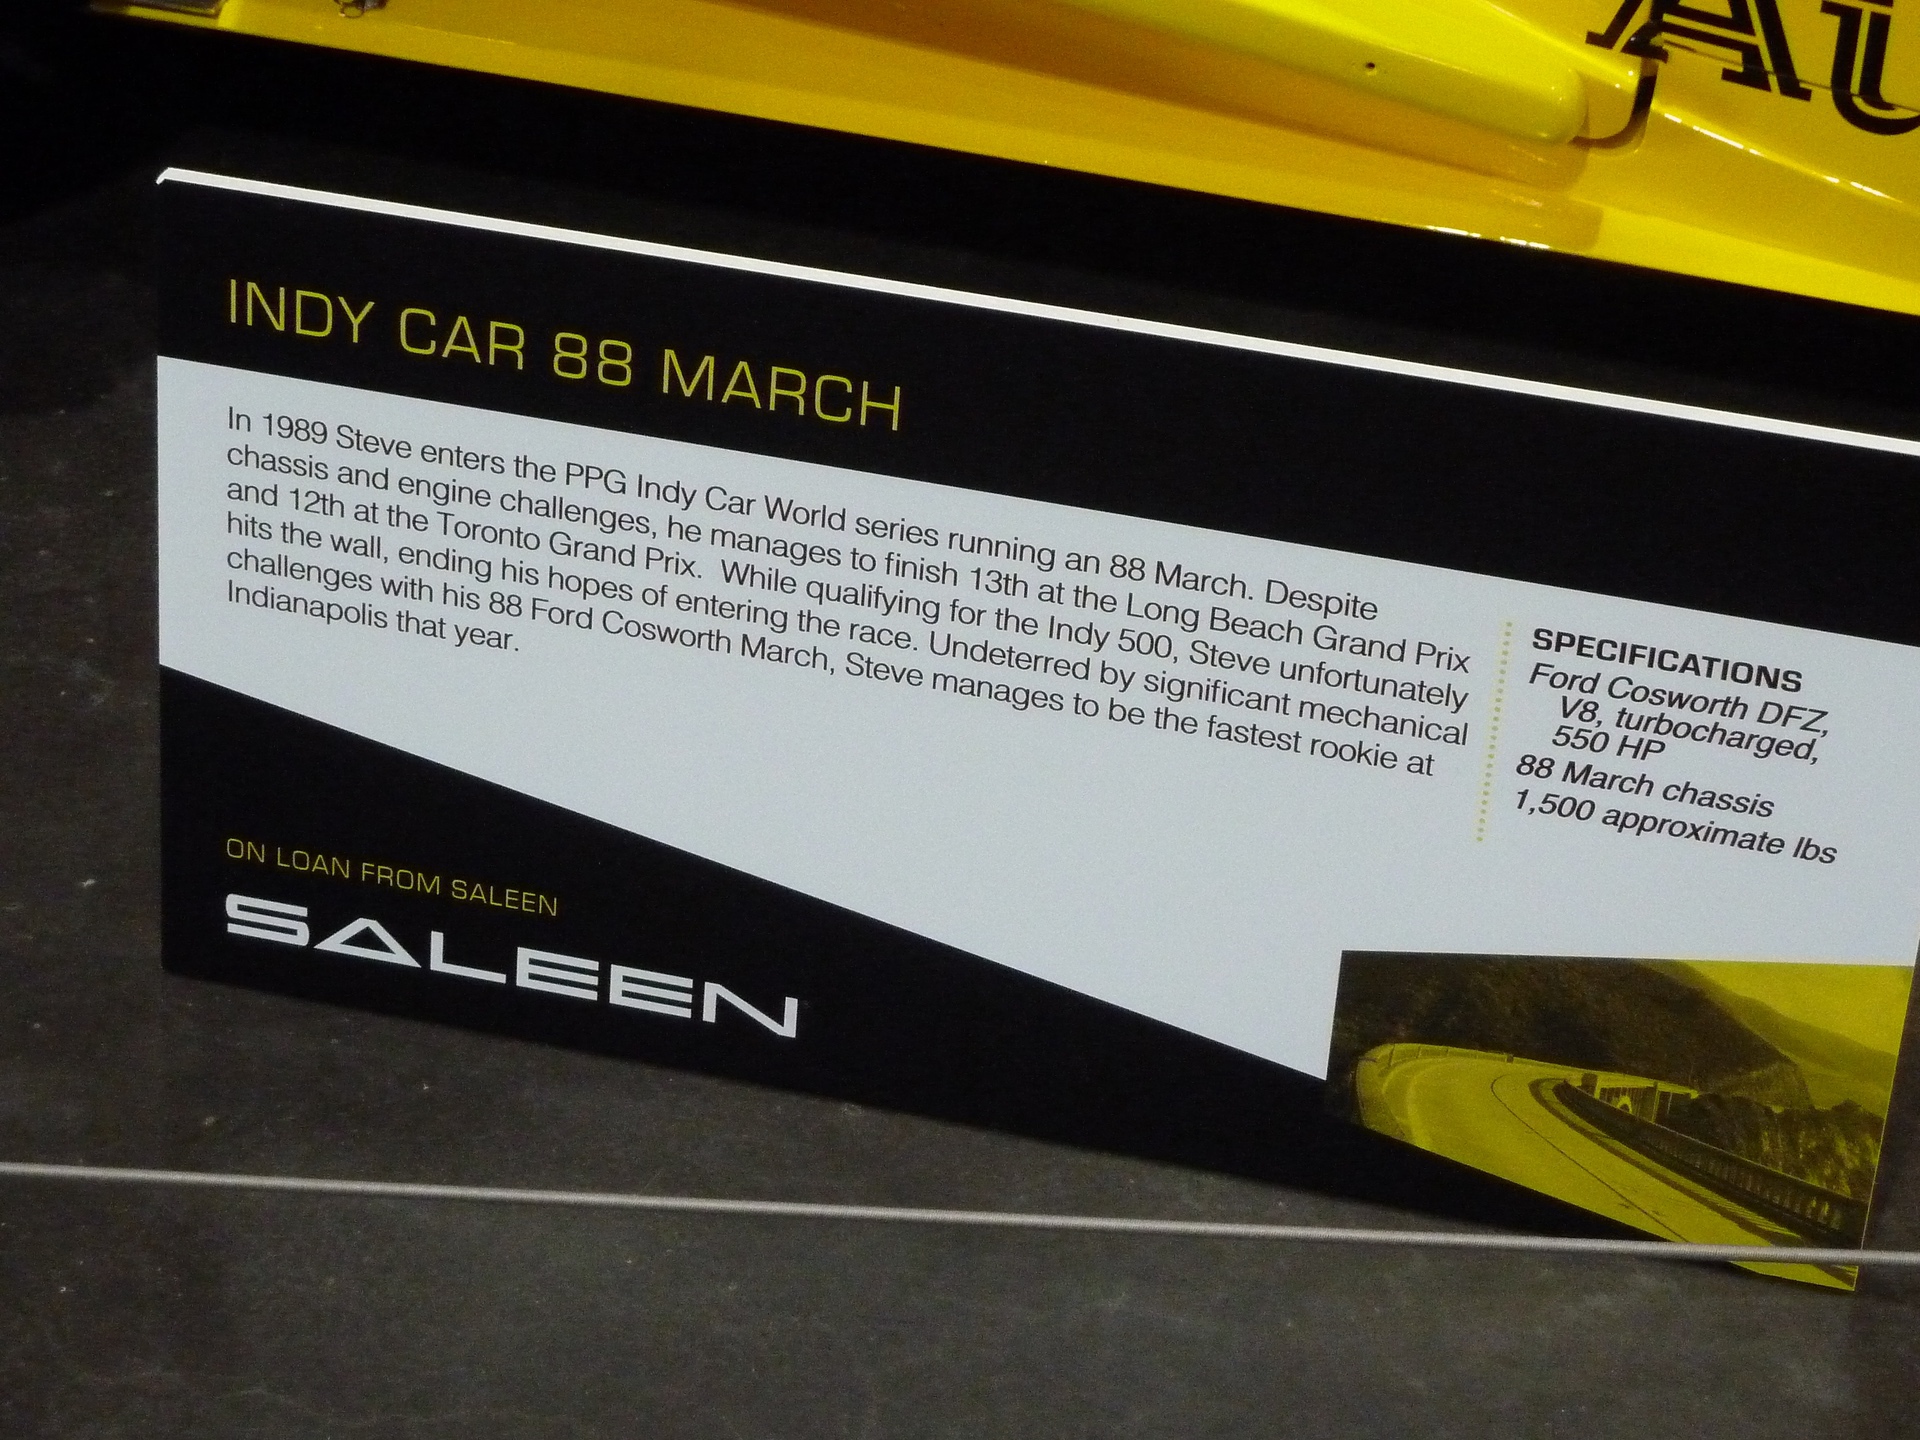 Au
INDY CAR 88 MARCH
In 1989 Steve enters the PPG Indy Car World series running an 88 March. Despite
chassis and engine challenges, he manages to finish 13th at the Long Beach Grand Prix
and 12th at the Toronto Grand Prix.  While qualifying for the Indy 500, Steve unfortunately
hits the wall, ending his hopes of entering the race. Undeterred by significant mechanical
challenges with his 88 Ford Cosworth March, Steve manages to be the fastest rookie at
Indianapolis that year.
SPECIFICATIONS
Ford Cosworth DFZ,
V8, turbocharged,
550 HP
88 March chassis
1,500 approximate lbs
ON LOAN FROM SALEEN
SALEEN